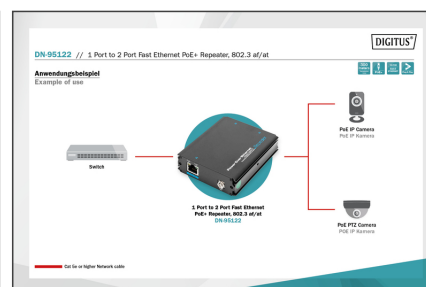 DIGITUS®
DN-95122 // 1 Port to 2 Port Fast Ethernet PoE+ Repeater, 802.3 af/at
Anwendungsbeispiel
Example of use
Switch
1 Port to 2 Port Fast Ethernet
PoE+ Repeater, 802.3 af/at
DN-95122
PoE IP Camera
PoE IP Kamera
PoE PTZ Camera
POE IP Kamera
Cat 5e or higher Network cable